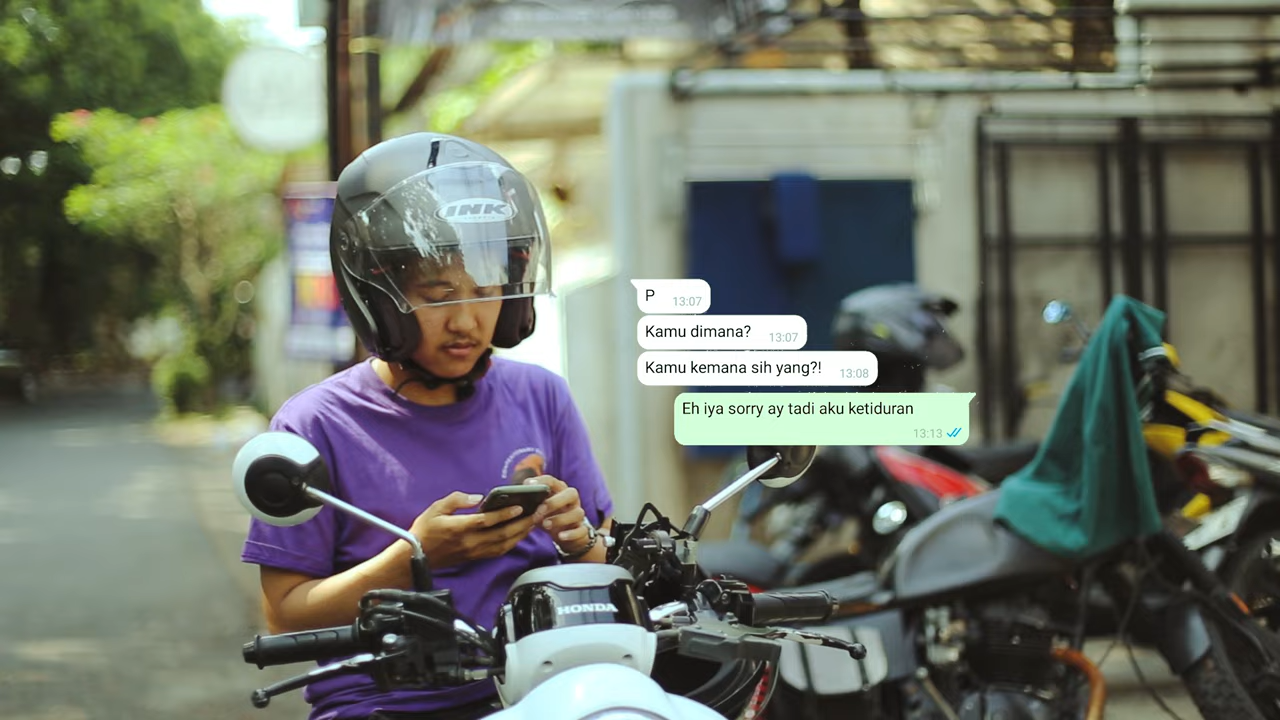 INK
P 13:07
Kamu dimana? 13:07
Kamu kemana sih yang?! 13:08
Eh iya sorry ay tadi aku ketiduran
13:13
HONDA